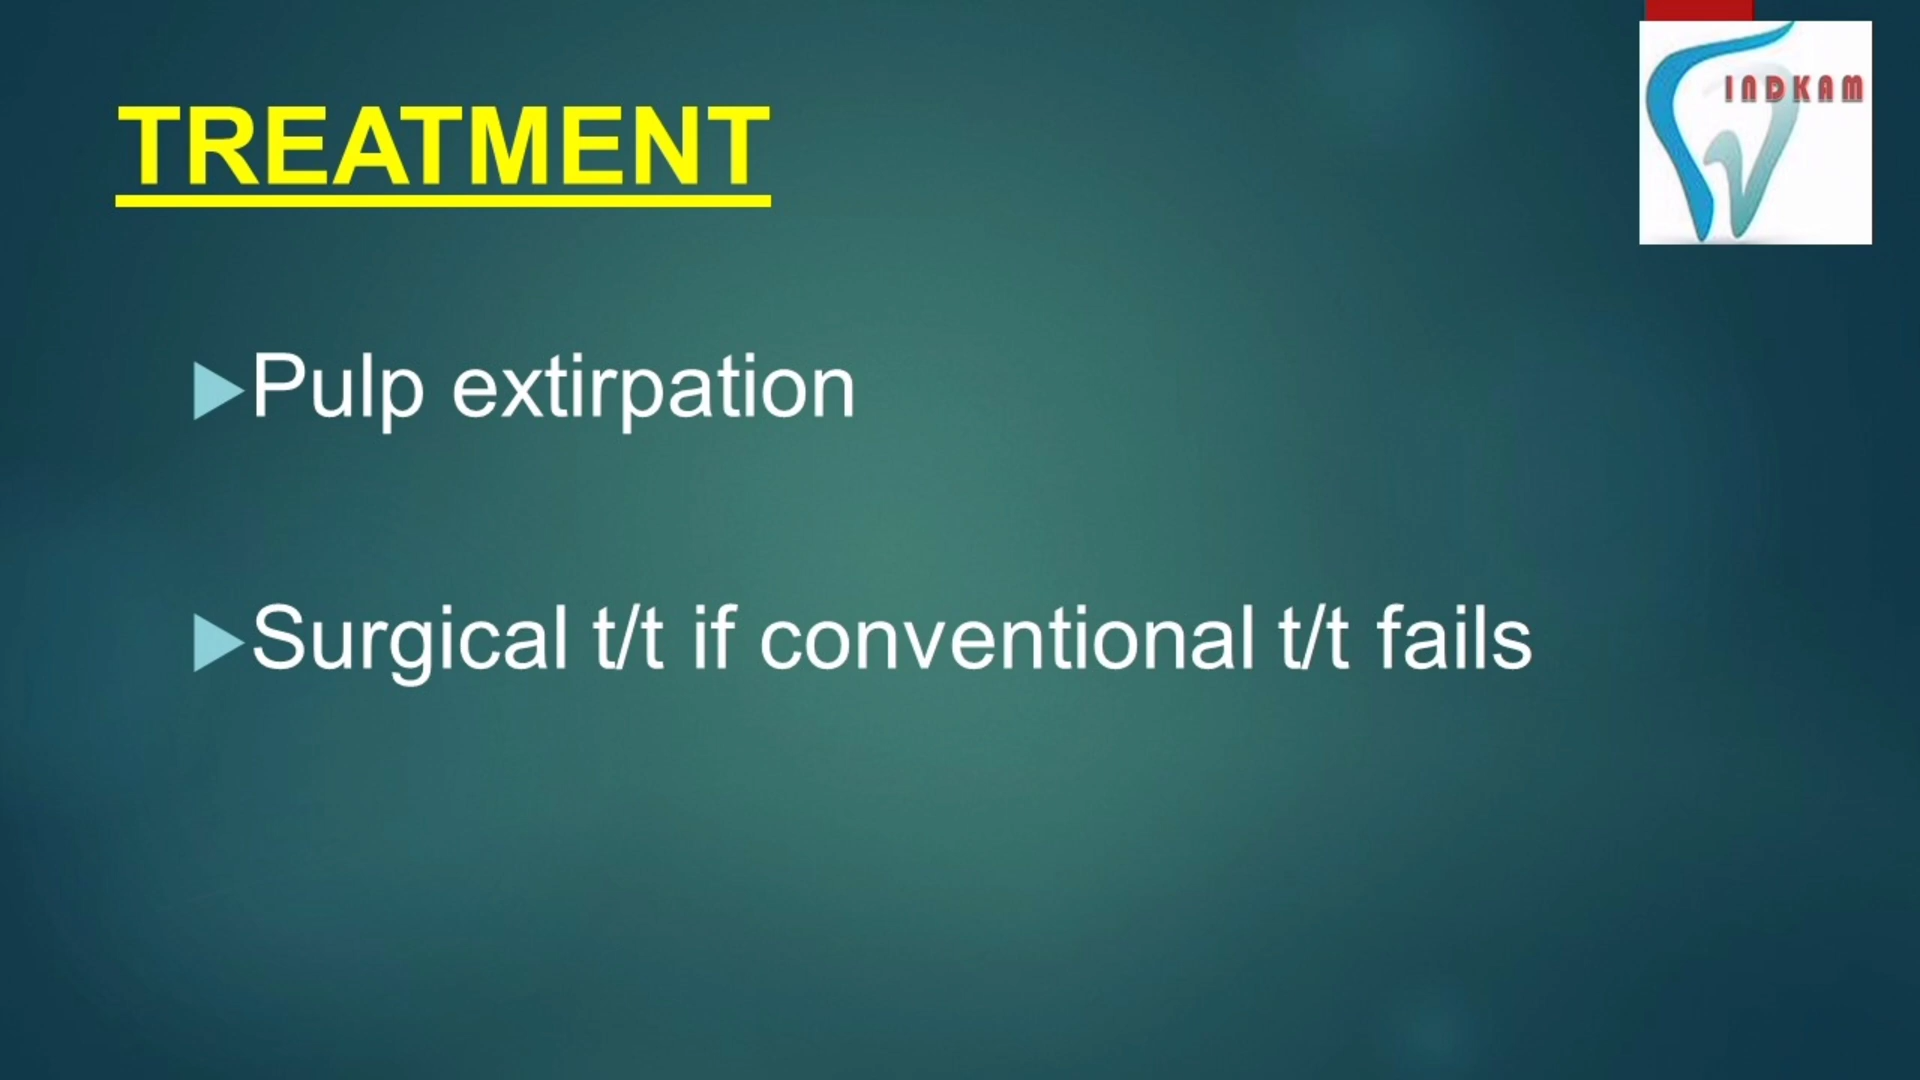 INDKAM
TREATMENT
Pulp extirpation
Surgical t/t if conventional t/t fails